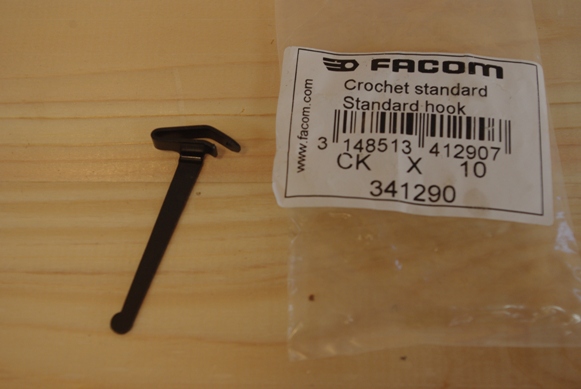 FACOM
Crochet standard
Standard hook
www.facom.com
3 148513 412907
CK X 10
341290